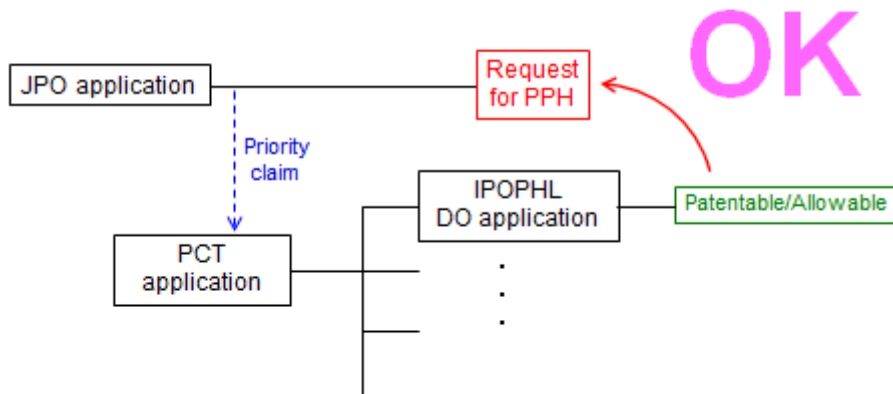 OK
JPO application
Request
for PPH
Priority
claim
IPOPHL
DO application
Patentable/Allowable
PCT
application